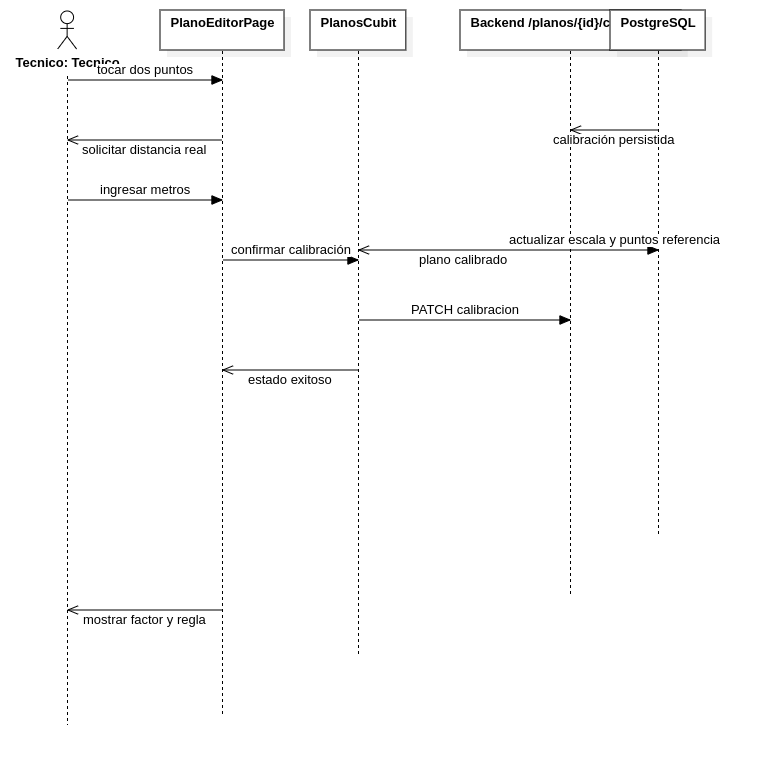 PlanoEditorPage
PlanosCubit
Backend /planos/{id}/c
PostgreSQL
Tecnico: Tecnico
tocar dos puntos
calibración persistida
solicitar distancia real
ingresar metros
actualizar escala y puntos referencia
confirmar calibración
plano calibrado
PATCH calibracion
estado exitoso
mostrar factor y regla